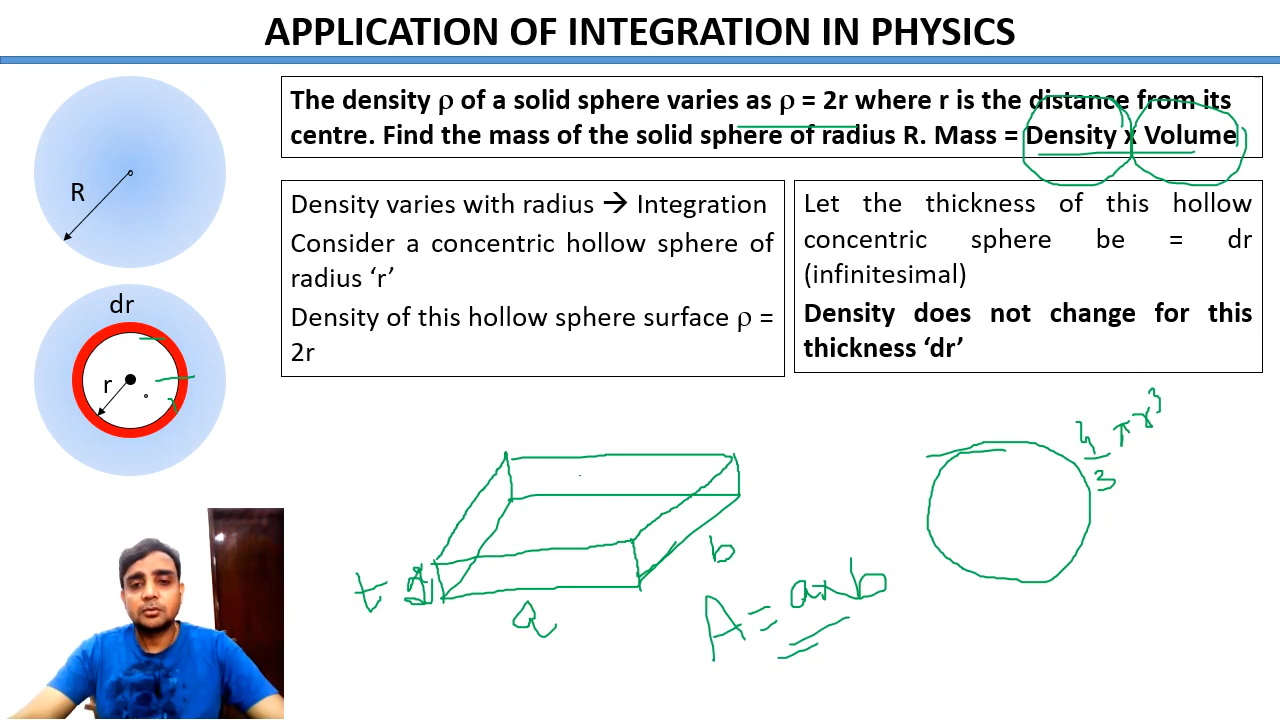 APPLICATION OF INTEGRATION IN PHYSICS
The density ρ of a solid sphere varies as ρ = 2r where r is the distance from its
centre. Find the mass of the solid sphere of radius R. Mass = Density x Volume
R
Density varies with radius → Integration
Consider a concentric hollow sphere of
radius ‘r’
Density of this hollow sphere surface ρ =
2r
Let the thickness of this hollow
concentric sphere be = dr
(infinitesimal)
Density does not change for this
thickness ‘dr’
dr
r
4/3 πr³
t
a
b
A = a×b